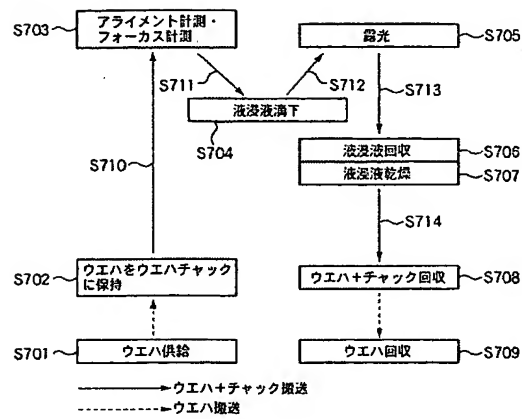 S703
アライメント計測・
フォーカス計測
露光
S705
S711
S712
S713
液浸液滴下
S704
S710
液浸液回収
S706
液浸液乾燥
S707
S714
S702
ウエハをウエハチャック
に保持
ウエハ+チャック回収
S708
S701
ウエハ供給
ウエハ回収
S709
ウエハ+チャック搬送
ウエハ搬送